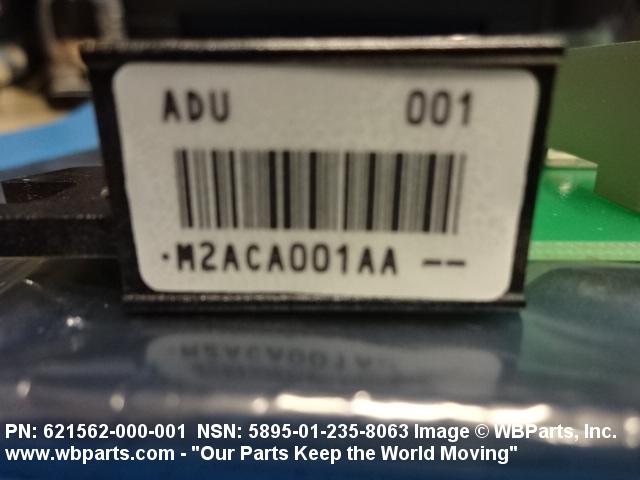 ADU 001
·M2ACA001AA --
PN: 621562-000-001 NSN: 5895-01-235-8063 Image © WBParts, Inc.
www.wbparts.com - "Our Parts Keep the World Moving"